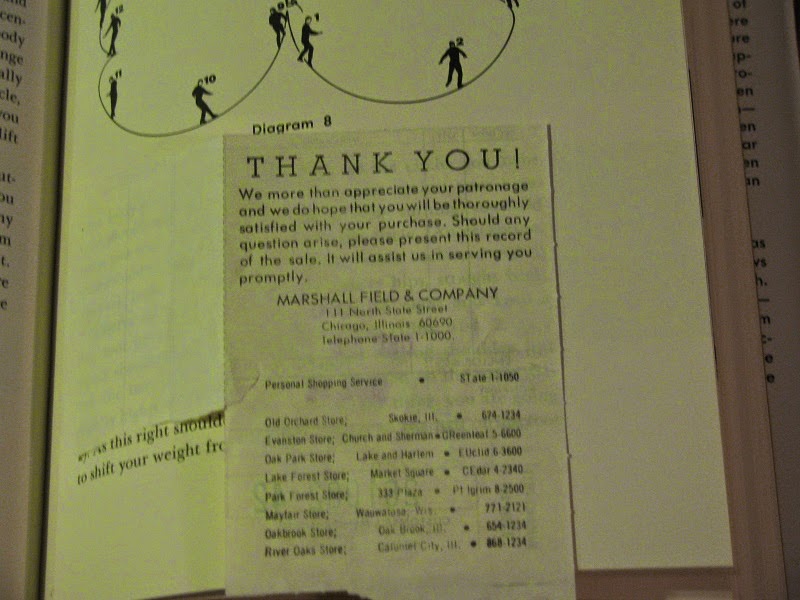 12
11
10
1
2
Diagram 8
THANK YOU!
We more than appreciate your patronage
and we do hope that you will be thoroughly
satisfied with your purchase. Should any
question arise, please present this record
of the sale. It will assist us in serving you
promptly.
MARSHALL FIELD & COMPANY
111 North State Street
Chicago, Illinois 60690
Telephone STate 1-1000.
Personal Shopping Service • STate 1-1050
Old Orchard Store; Skokie, Ill. • 674-1234
Evanston Store; Church and Sherman • GReenleaf 5-6600
Oak Park Store; Lake and Harlem • EUclid 6-3600
Lake Forest Store; Market Square • CEdar 4-2340
Park Forest Store; 333 Plaza • PIlgrim 8-2500
Mayfair Store; Wauwatosa, Wis. • 771-2121
Oakbrook Store; Oak Brook, Ill. • 654-1234
River Oaks Store; Calumet City, Ill. • 868-1234
As this right should
to shift your weight fro